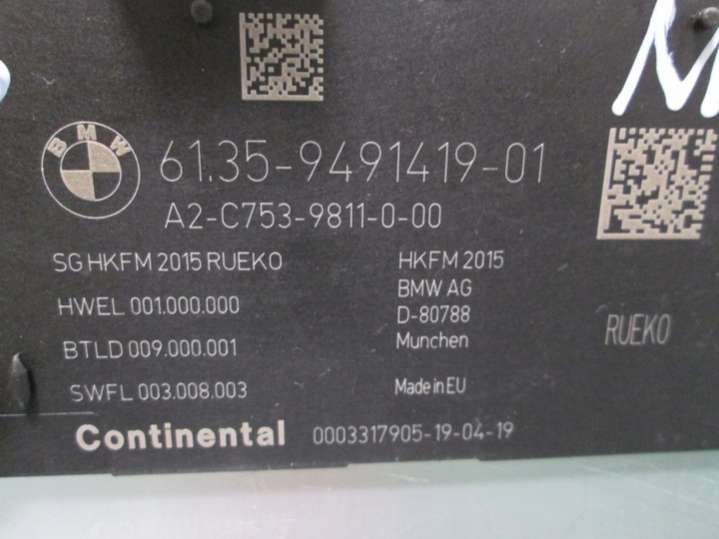 BMW
61.35-9491419-01
A2-C753-9811-0-00
SG HKFM 2015 RUEKO
HWEL 001.000.000
BTLD 009.000.001
SWFL 003.008.003
HKFM 2015
BMW AG
D-80788
Munchen
Made in EU
RUEKO
Continental 0003317905-19-04-19